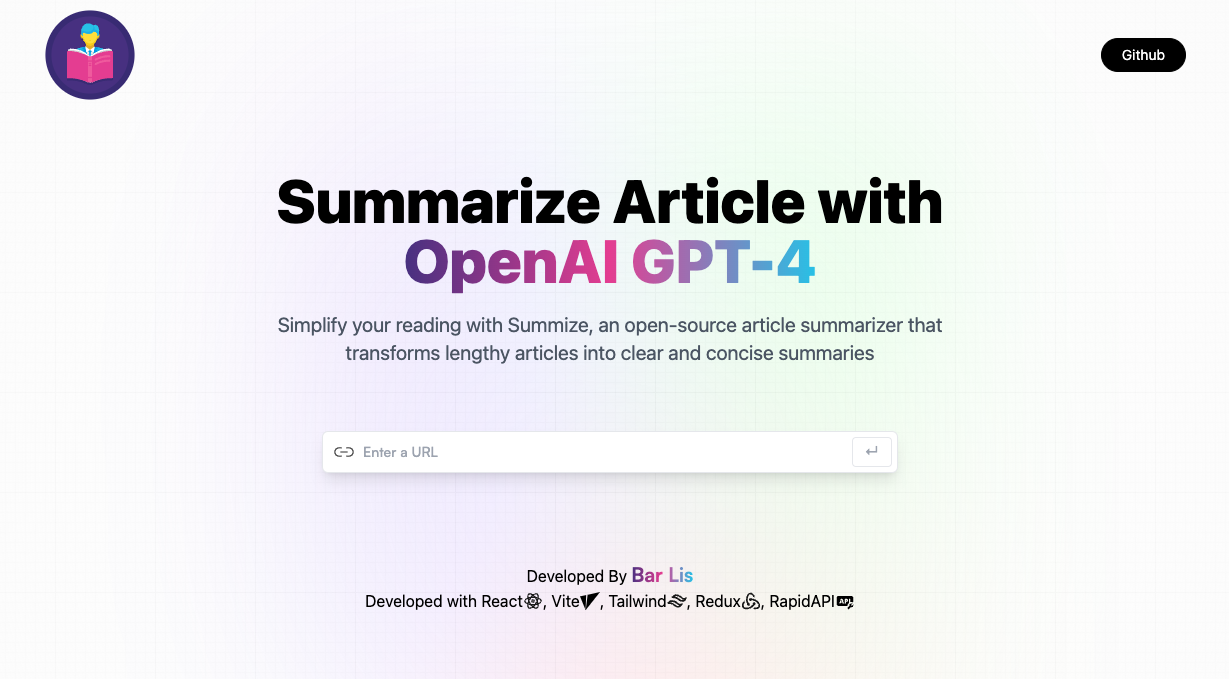 Github
Summarize Article with
OpenAI GPT-4
Simplify your reading with Summize, an open-source article summarizer that
transforms lengthy articles into clear and concise summaries
Enter a URL
Developed By Bar Lis
Developed with React, Vite, Tailwind, Redux, RapidAPI API